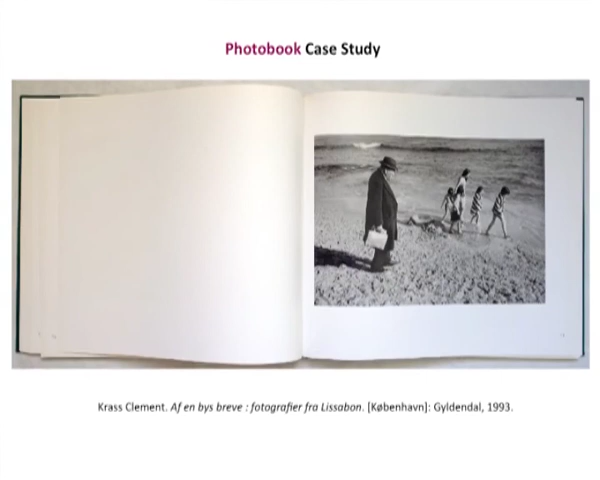 Photobook Case Study
Krass Clement. Af en bys breve : fotografier fra Lissabon. [København]: Gyldendal, 1993.